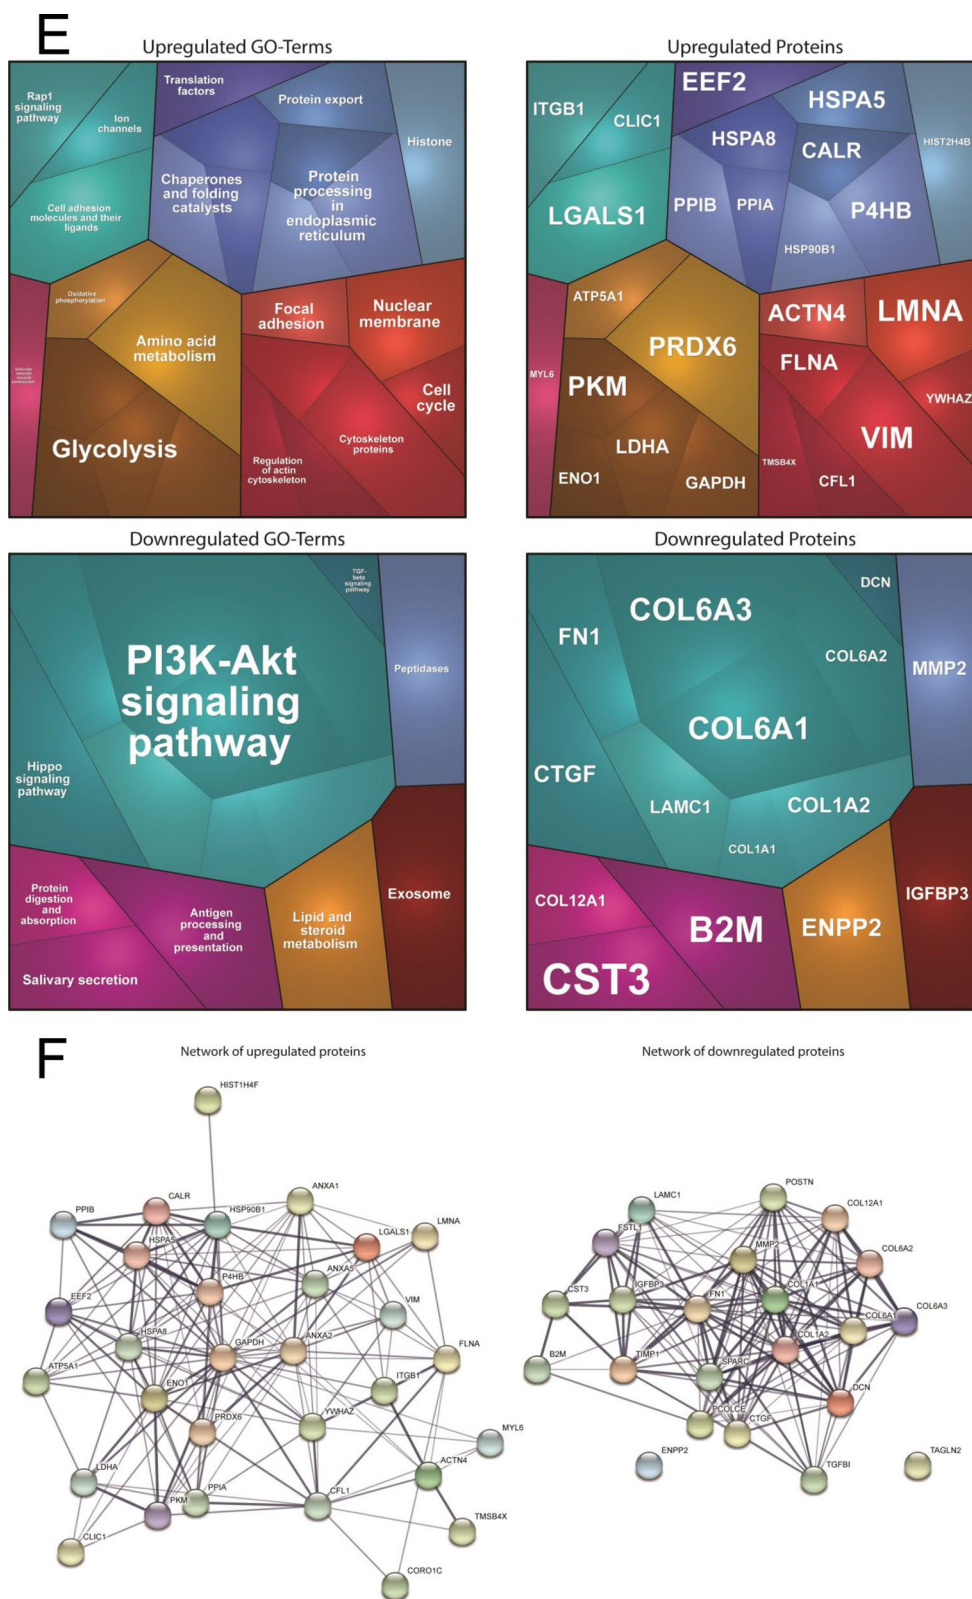 E
Upregulated GO-Terms
Rap1
signaling
pathway
Ion
channels
Cell adhesion
molecules and their
ligands
Translation
factors
Protein export
Histone
Chaperones
and folding
catalysts
Protein
processing
in
endoplasmic
reticulum
Oxidative
phosphorylation
Amino acid
metabolism
Glycolysis
Focal
adhesion
Nuclear
membrane
Cell
cycle
Cytoskeleton
proteins
Regulation
of actin
cytoskeleton
Upregulated Proteins
ITGB1
CLIC1
LGALS1
EEF2
HSPA5
HSPA8
CALR
HIST2H4B
PPIB
PPIA
P4HB
HSP90B1
ATP5A1
PRDX6
MYL6
PKM
LDHA
ENO1
GAPDH
ACTN4
LMNA
FLNA
YWHAZ
VIM
TMSB4X
CFL1
Downregulated GO-Terms
TGF-
beta signaling
pathway
PI3K-Akt
signaling
pathway
Peptidases
Hippo
signaling
pathway
Protein
digestion
and
absorption
Antigen
processing
and
presentation
Salivary secretion
Lipid and
steroid
metabolism
Exosome
Downregulated Proteins
DCN
COL6A3
FN1
COL6A2
MMP2
COL6A1
CTGF
LAMC1
COL1A2
COL1A1
COL12A1
B2M
ENPP2
IGFBP3
CST3
F
Network of upregulated proteins
HIST1H4F
ANXA1
CALR
PPIB
HSP90B1
LMNA
LGALS1
HSPA5
ANXA5
P4HB
EEF2
VIM
HSPA8
GAPDH
ANXA2
FLNA
ATP5A1
ITGB1
ENO1
PRDX6
YWHAZ
MYL6
LDHA
ACTN4
PPIA
CFL1
PKM
TMSB4X
CLIC1
CORO1C
Network of downregulated proteins
POSTN
LAMC1
COL12A1
FSTL1
MMP2
COL6A2
CST3
IGFBP3
COL1A1
FN1
COL6A3
COL6A1
COL1A2
B2M
TIMP1
SPARC
DCN
PCOLCE
CTGF
ENPP2
TGFBI
TAGLN2